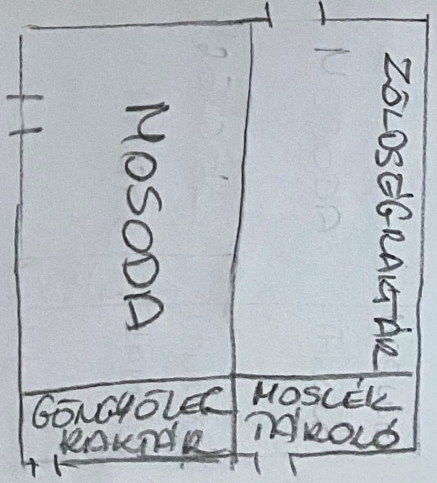 MOSODA
ZÖLDSÉGRAKTÁR
GÖNGYÖLEG
RAKTÁR
MOSLÉK
TÁROLÓ